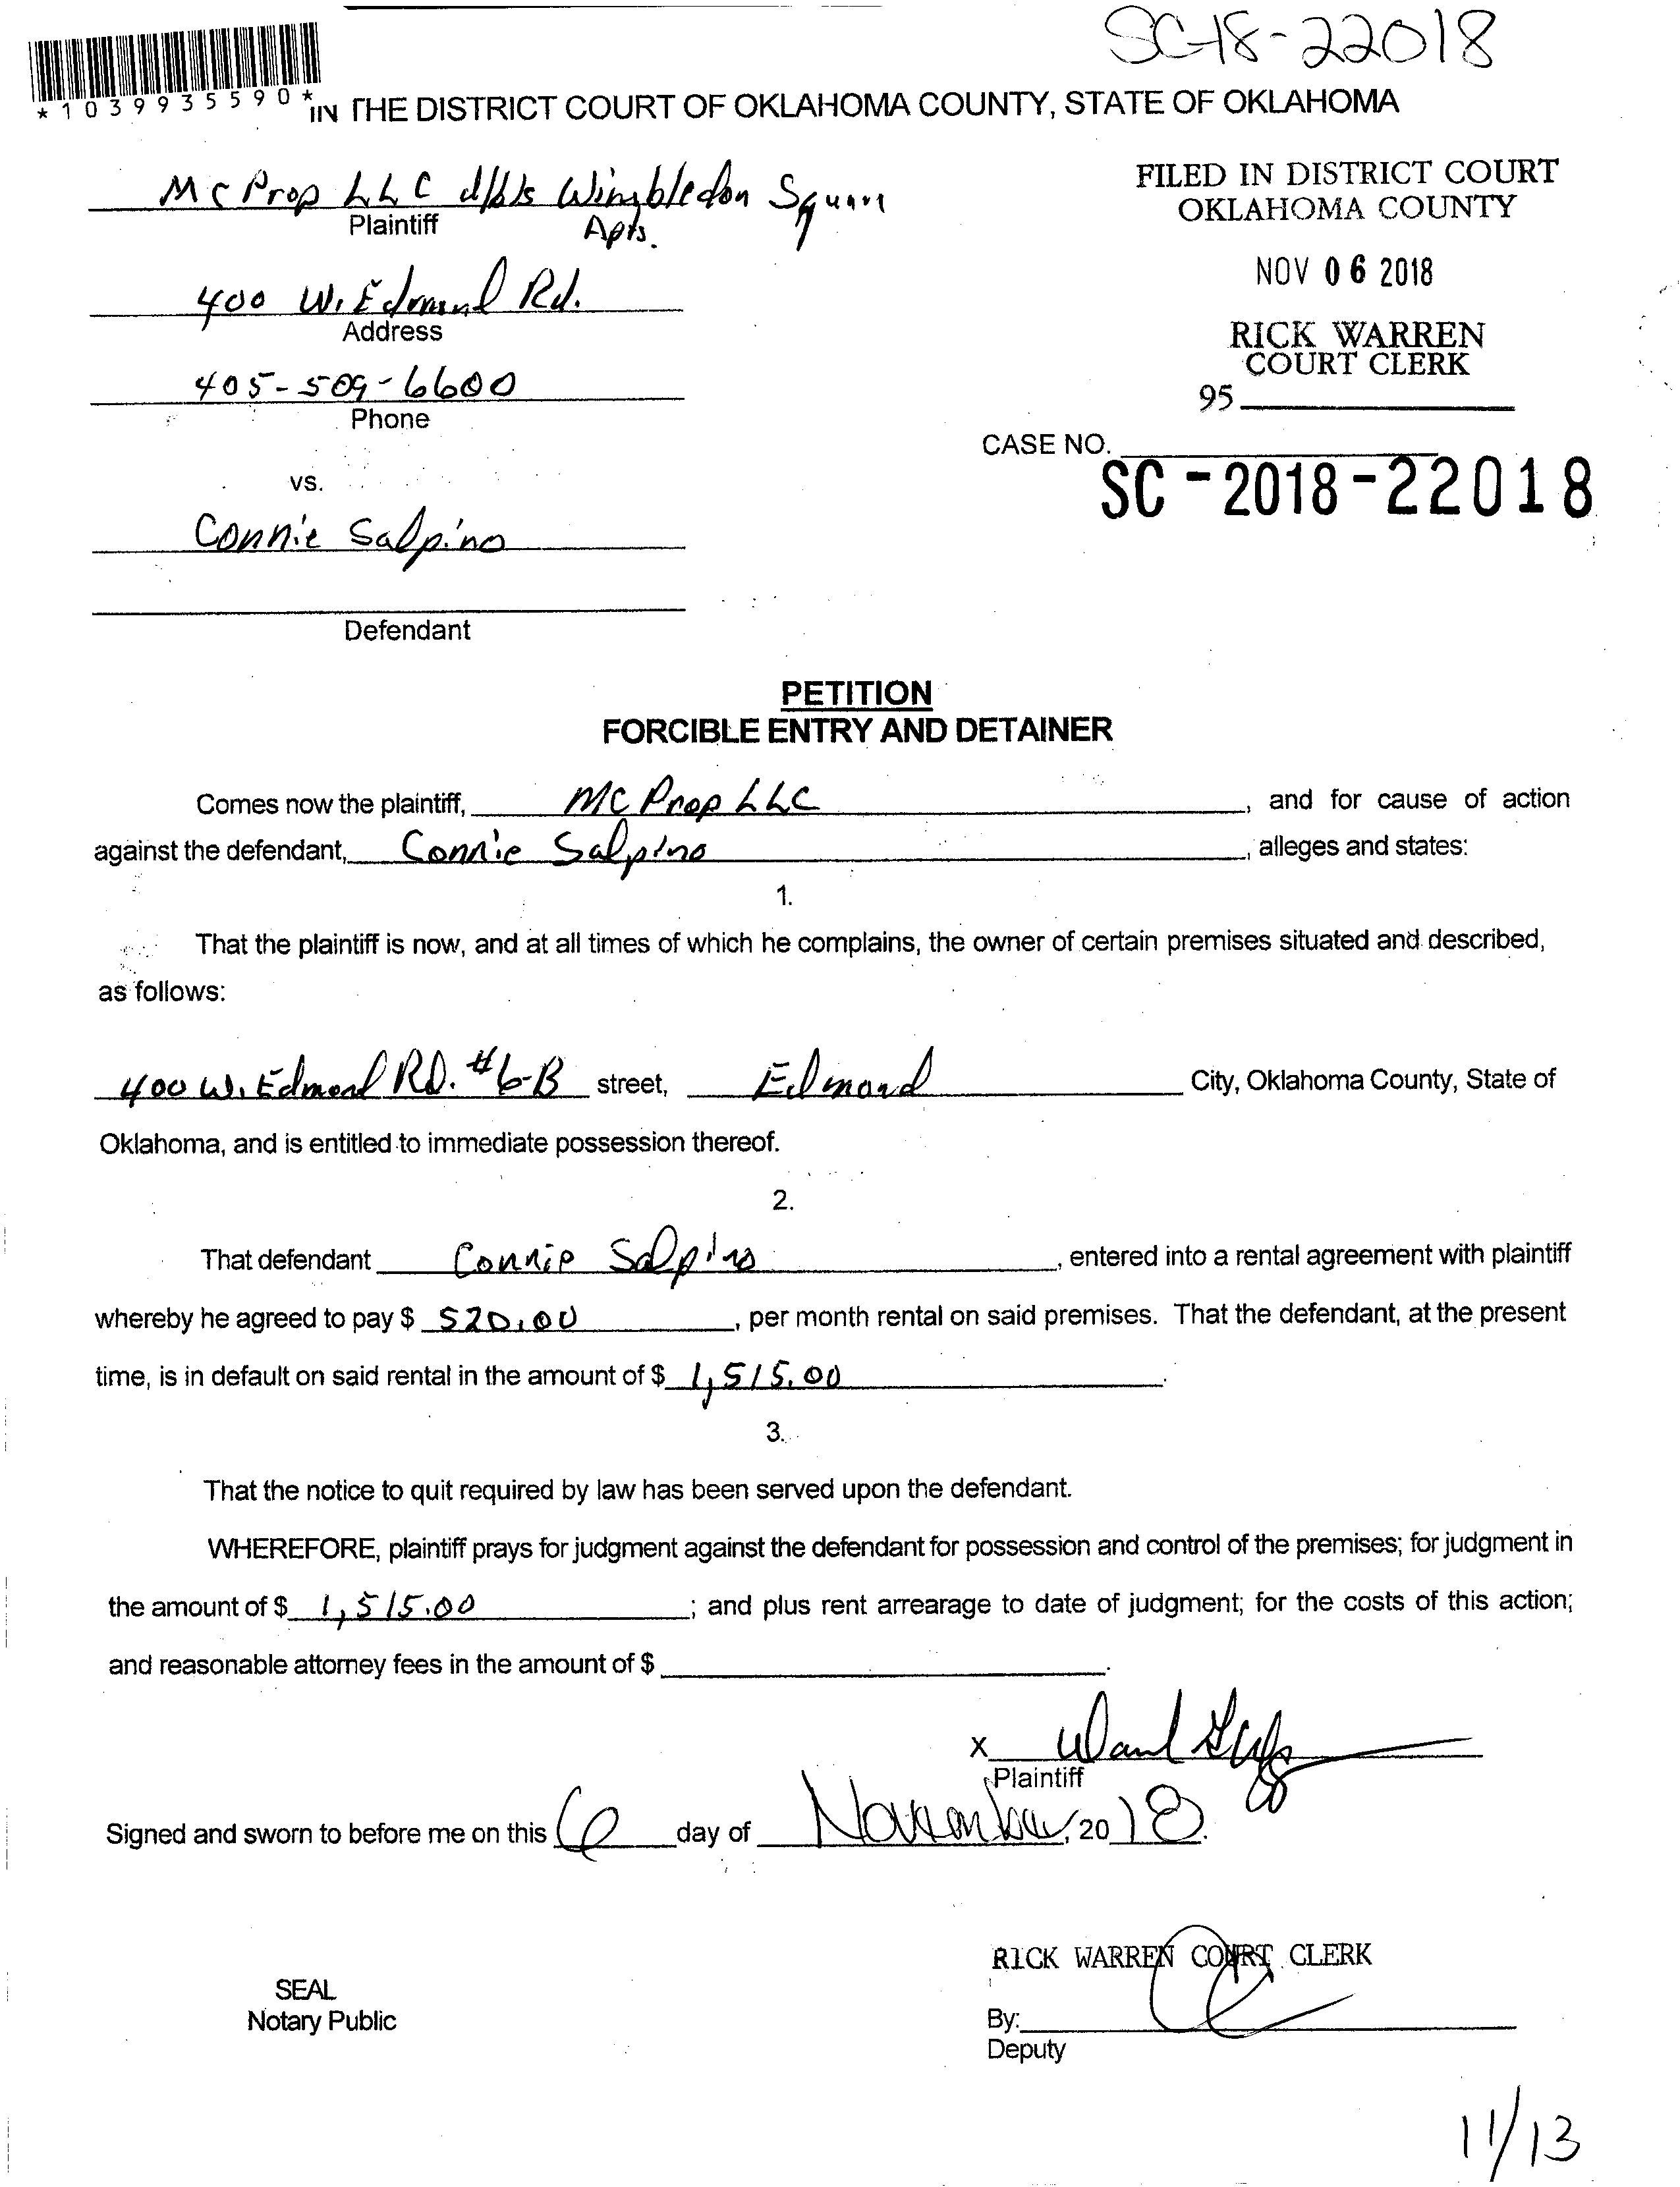 SC-18-22018
*1039935590*
IN THE DISTRICT COURT OF OKLAHOMA COUNTY, STATE OF OKLAHOMA
MC Prop LLC d/b/a Wimbledon Square
Plaintiff Apts.
FILED IN DISTRICT COURT
OKLAHOMA COUNTY
NOV 06 2018
RICK WARREN
COURT CLERK
95
400 W. Edmond Rd.
Address
405-509-6600
Phone
CASE NO.
SC-2018-22018
vs.
Connie Salpino
Defendant
PETITION
FORCIBLE ENTRY AND DETAINER
Comes now the plaintiff, MC Prop LLC, and for cause of action
against the defendant, Connie Salpino, alleges and states:
1.
That the plaintiff is now, and at all times of which he complains, the owner of certain premises situated and described,
as follows:
400 W. Edmond Rd. #6-B street, Edmond City, Oklahoma County, State of
Oklahoma, and is entitled to immediate possession thereof.
2.
That defendant Connie Salpino, entered into a rental agreement with plaintiff
whereby he agreed to pay $ 520.00, per month rental on said premises. That the defendant, at the present
time, is in default on said rental in the amount of $ 1,515.00.
3.
That the notice to quit required by law has been served upon the defendant.
WHEREFORE, plaintiff prays for judgment against the defendant for possession and control of the premises; for judgment in
the amount of $ 1,515.00; and plus rent arrearage to date of judgment; for the costs of this action;
and reasonable attorney fees in the amount of $ .
X
Plaintiff
Signed and sworn to before me on this 6 day of November, 2018.
RICK WARREN COURT CLERK
SEAL
Notary Public
By:
Deputy
11/13